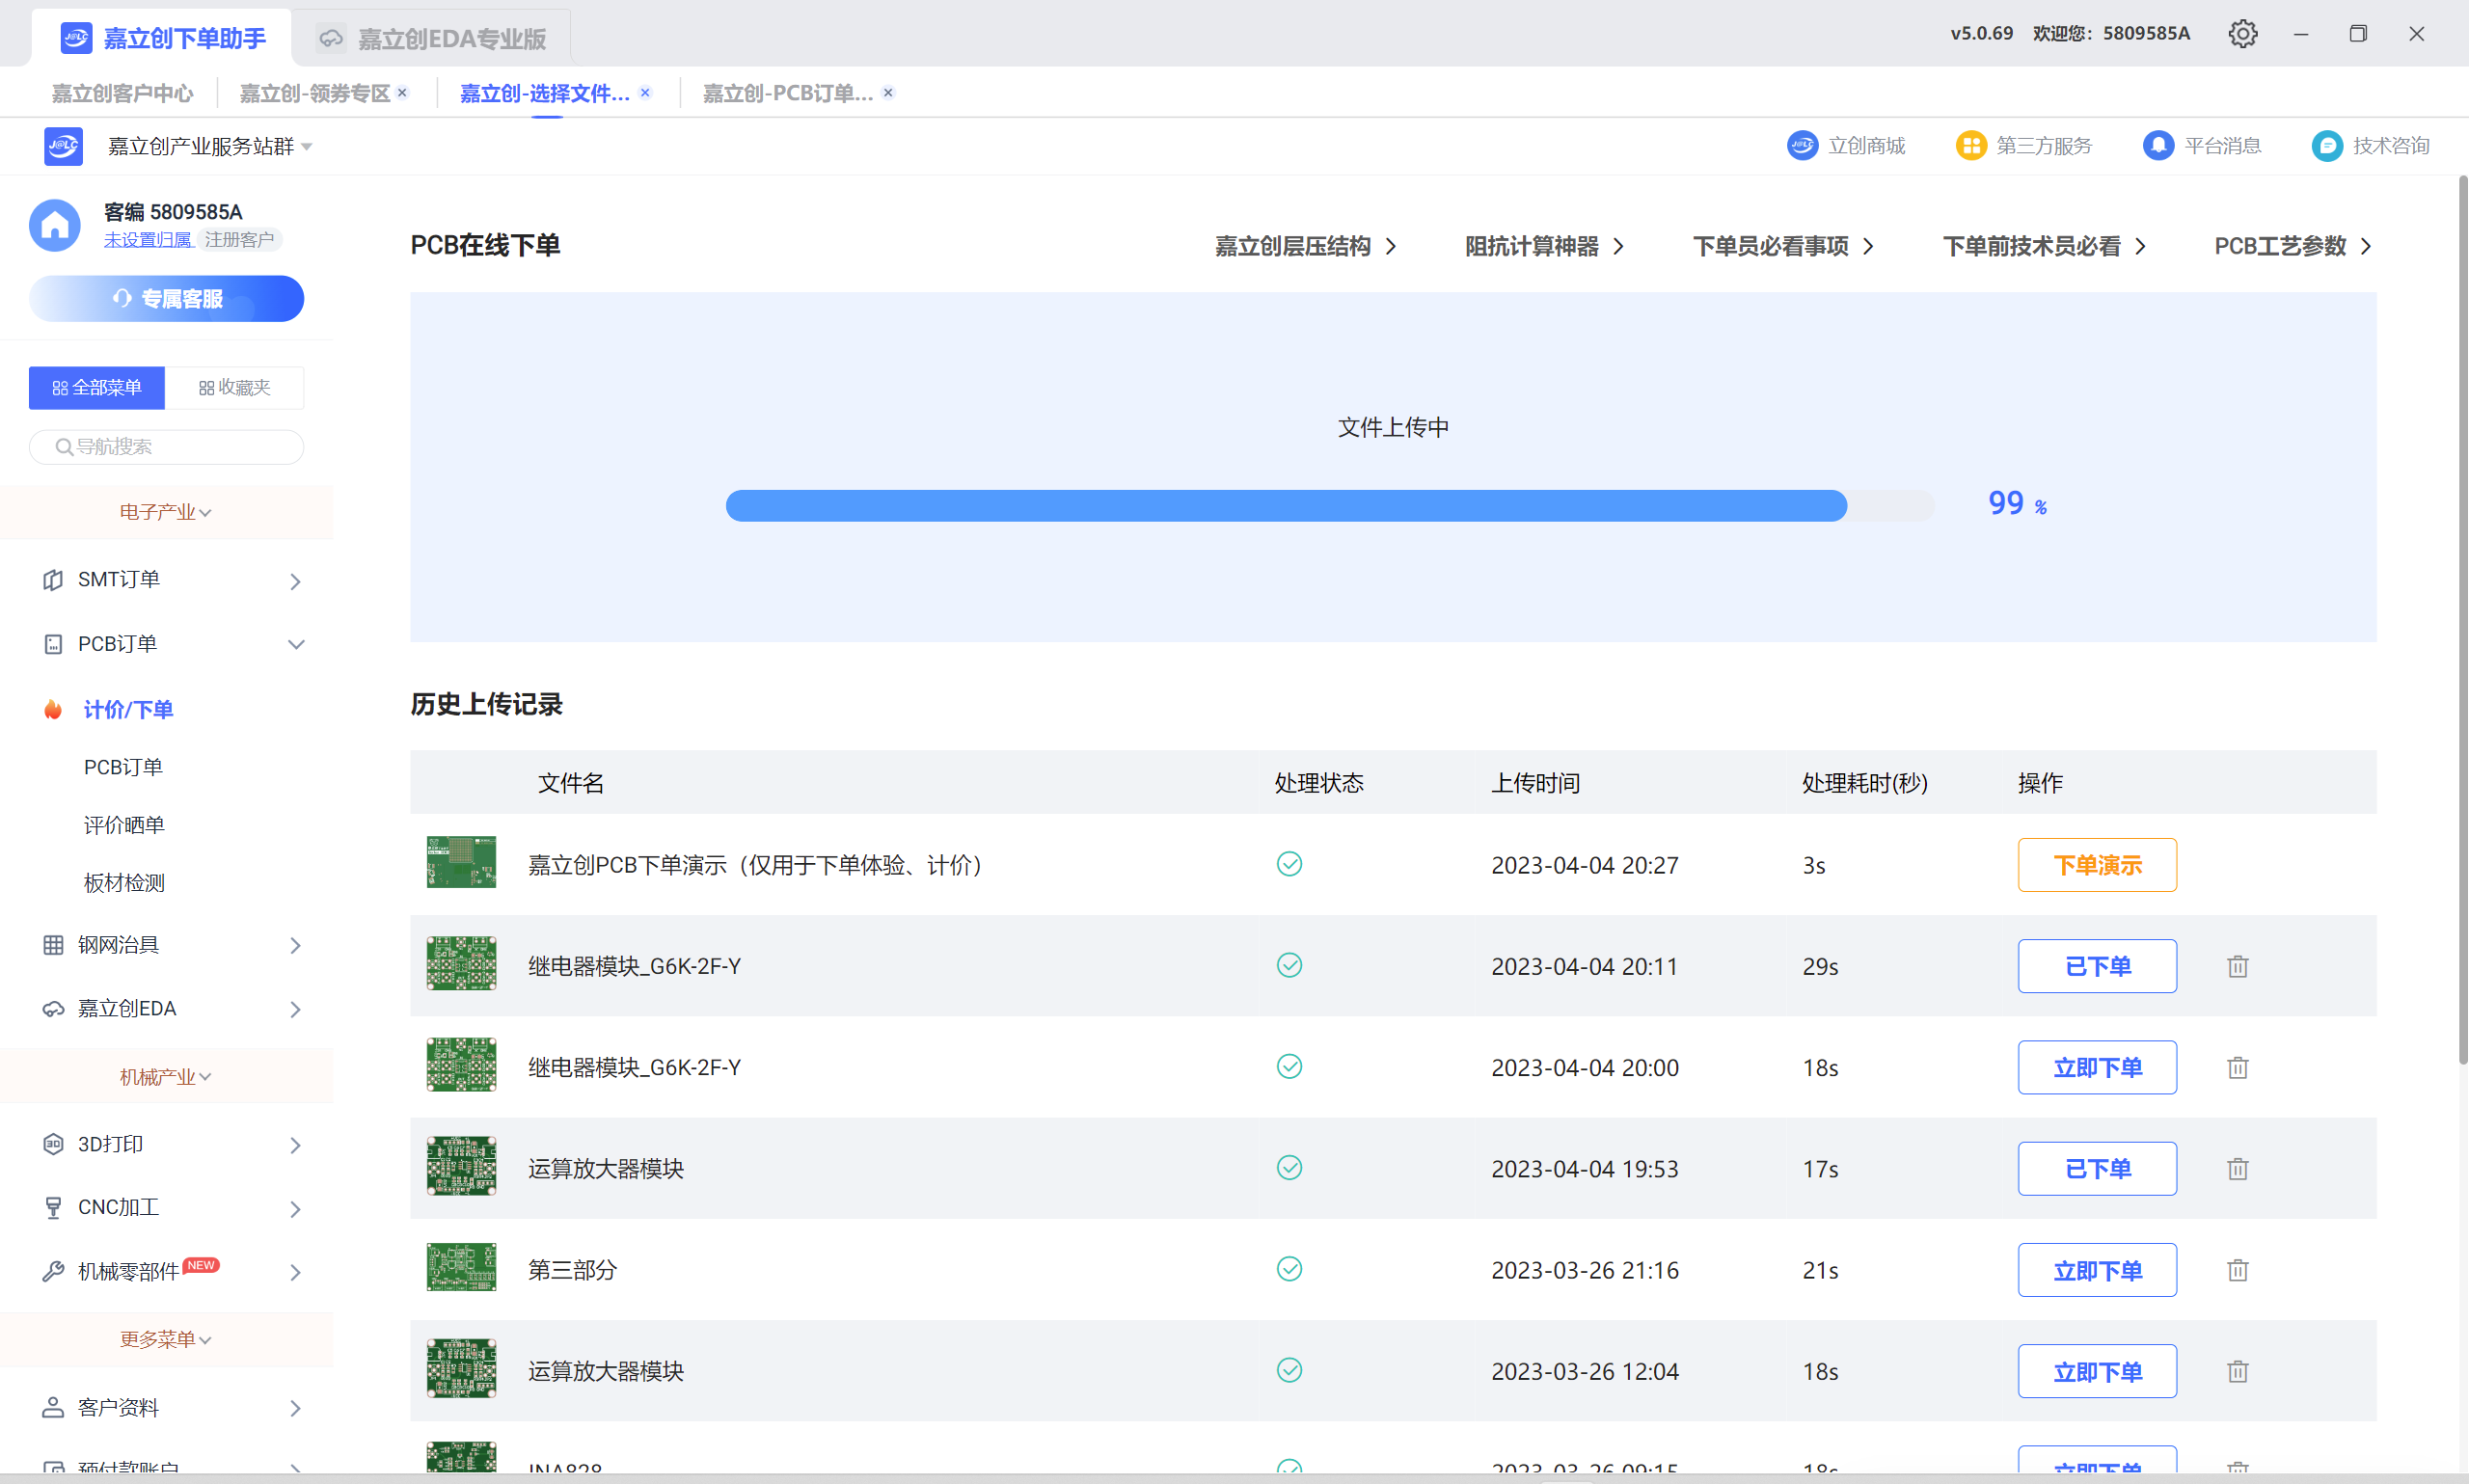 嘉立创下单助手
嘉立创EDA专业版
v5.0.69 欢迎您：5809585A
嘉立创客户中心
嘉立创-领券专区
嘉立创-选择文件...
嘉立创-PCB订单...
嘉立创产业服务站群
立创商城
第三方服务
平台消息
技术咨询
客编 5809585A
未设置归属 注册客户
专属客服
全部菜单
收藏夹
导航搜索
电子产业
SMT订单
PCB订单
计价/下单
PCB订单
评价晒单
板材检测
钢网治具
嘉立创EDA
机械产业
3D打印
CNC加工
机械零部件 NEW
更多菜单
客户资料
预付款账户
PCB在线下单
嘉立创层压结构
阻抗计算神器
下单员必看事项
下单前技术员必看
PCB工艺参数
文件上传中
99 %
历史上传记录
文件名 处理状态 上传时间 处理耗时(秒) 操作
嘉立创PCB下单演示（仅用于下单体验、计价） 2023-04-04 20:27 3s 下单演示
继电器模块_G6K-2F-Y 2023-04-04 20:11 29s 已下单
继电器模块_G6K-2F-Y 2023-04-04 20:00 18s 立即下单
运算放大器模块 2023-04-04 19:53 17s 已下单
第三部分 2023-03-26 21:16 21s 立即下单
运算放大器模块 2023-03-26 12:04 18s 立即下单
INA828 2023-03-26 09:15 18s 立即下单